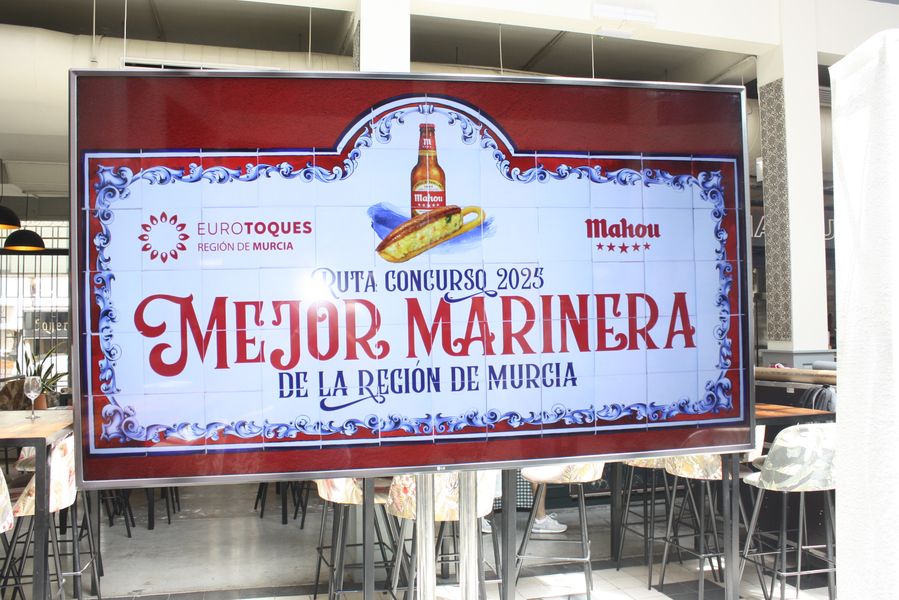 Mahou
EUROTOQUES
REGIÓN DE MURCIA
Mahou
RUTA CONCURSO 2025
MEJOR MARINERA
DE LA REGIÓN DE MURCIA